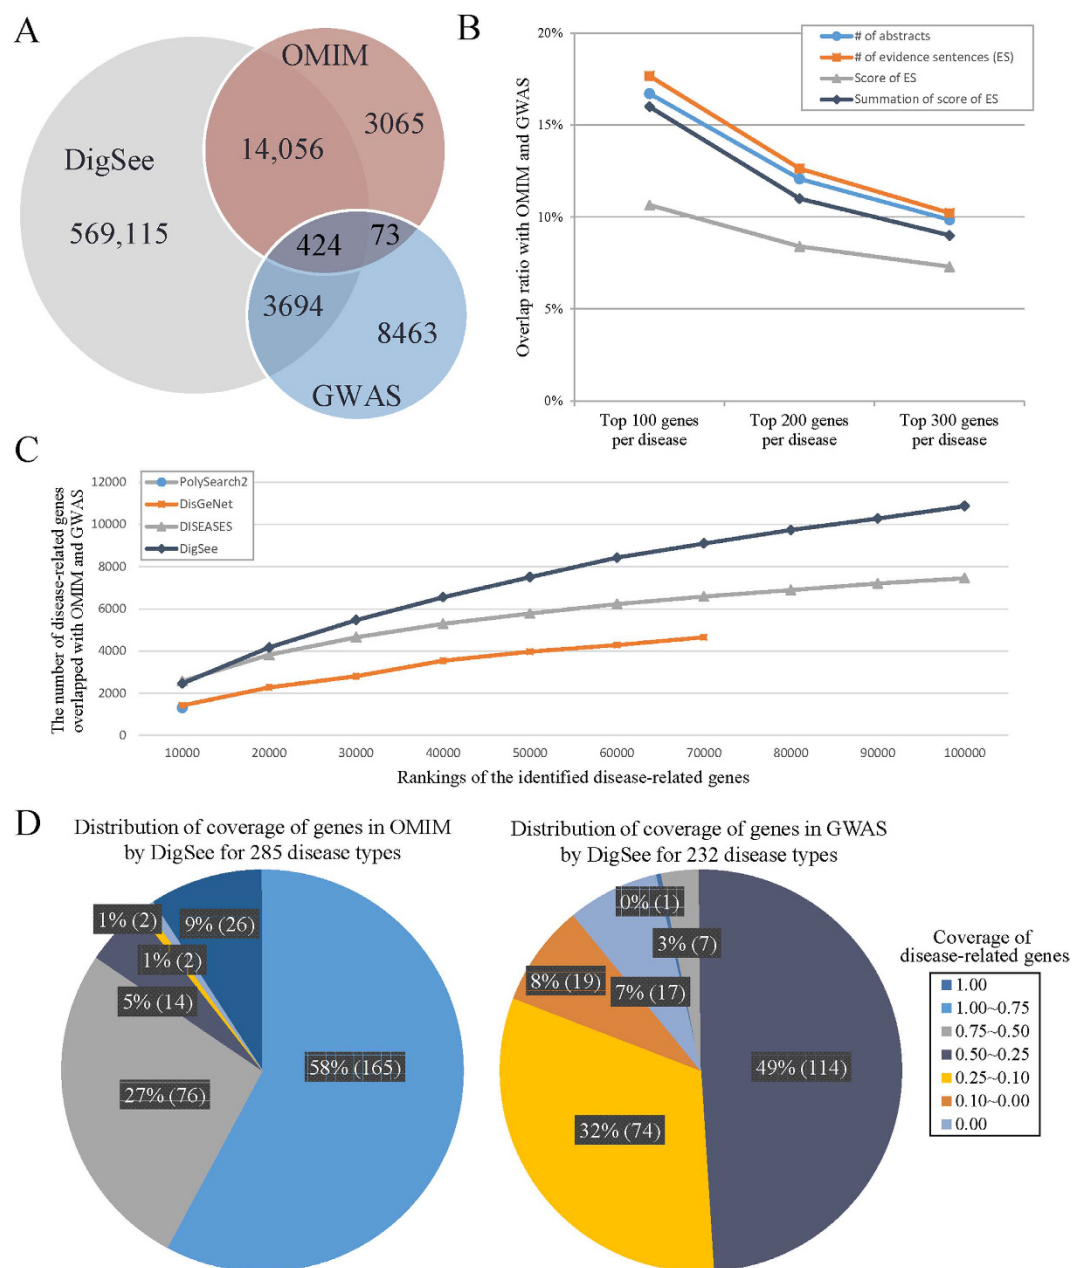 A
OMIM
3065
14,056
DigSee
569,115
424
73
3694
8463
GWAS
B
Overlap ratio with OMIM and GWAS
20%
15%
10%
5%
0%
# of abstracts
# of evidence sentences (ES)
Score of ES
Summation of score of ES
Top 100 genes
per disease
Top 200 genes
per disease
Top 300 genes
per disease
C
The number of disease-related genes
overlapped with OMIM and GWAS
12000
10000
8000
6000
4000
2000
0
PolySearch2
DisGeNet
DISEASES
DigSee
10000 20000 30000 40000 50000 60000 70000 80000 90000 100000
Rankings of the identified disease-related genes
D
Distribution of coverage of genes in OMIM
by DigSee for 285 disease types
1% (2)
9% (26)
1% (2)
5% (14)
27% (76)
58% (165)
Distribution of coverage of genes in GWAS
by DigSee for 232 disease types
0% (1)
3% (7)
8% (19)
7% (17)
49% (114)
32% (74)
Coverage of
disease-related genes
1.00
1.00~0.75
0.75~0.50
0.50~0.25
0.25~0.10
0.10~0.00
0.00